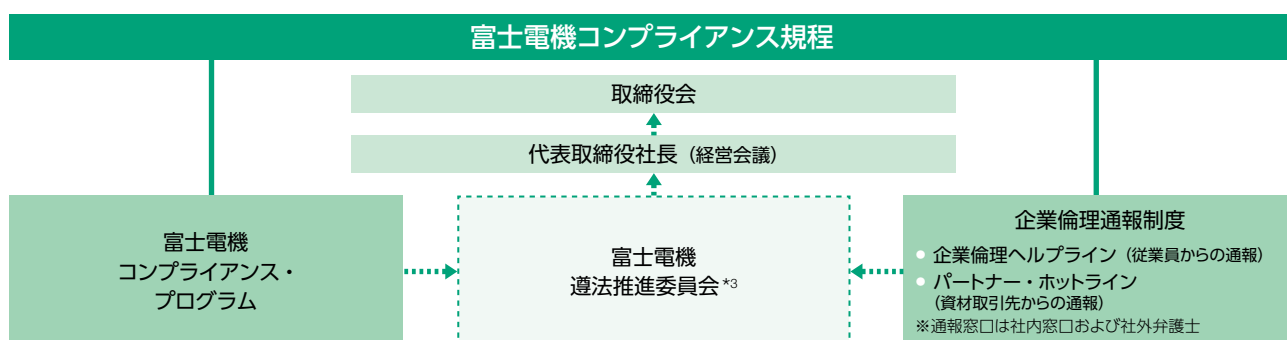 富士電機コンプライアンス規程
取締役会
代表取締役社長（経営会議）
富士電機
コンプライアンス・
プログラム
富士電機
遵法推進委員会*3
企業倫理通報制度
● 企業倫理ヘルプライン（従業員からの通報）
● パートナー・ホットライン
（資材取引先からの通報）
※通報窓口は社内窓口および社外弁護士